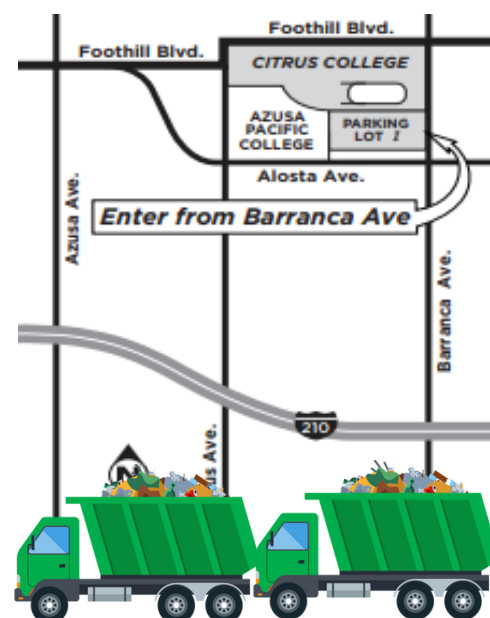 Foothill Blvd.
Foothill Blvd.
CITRUS COLLEGE
AZUSA
PACIFIC
COLLEGE
PARKING
LOT I
Alosta Ave.
Enter from Barranca Ave
Azusa Ave.
Barranca Ave.
210
Ave.
N